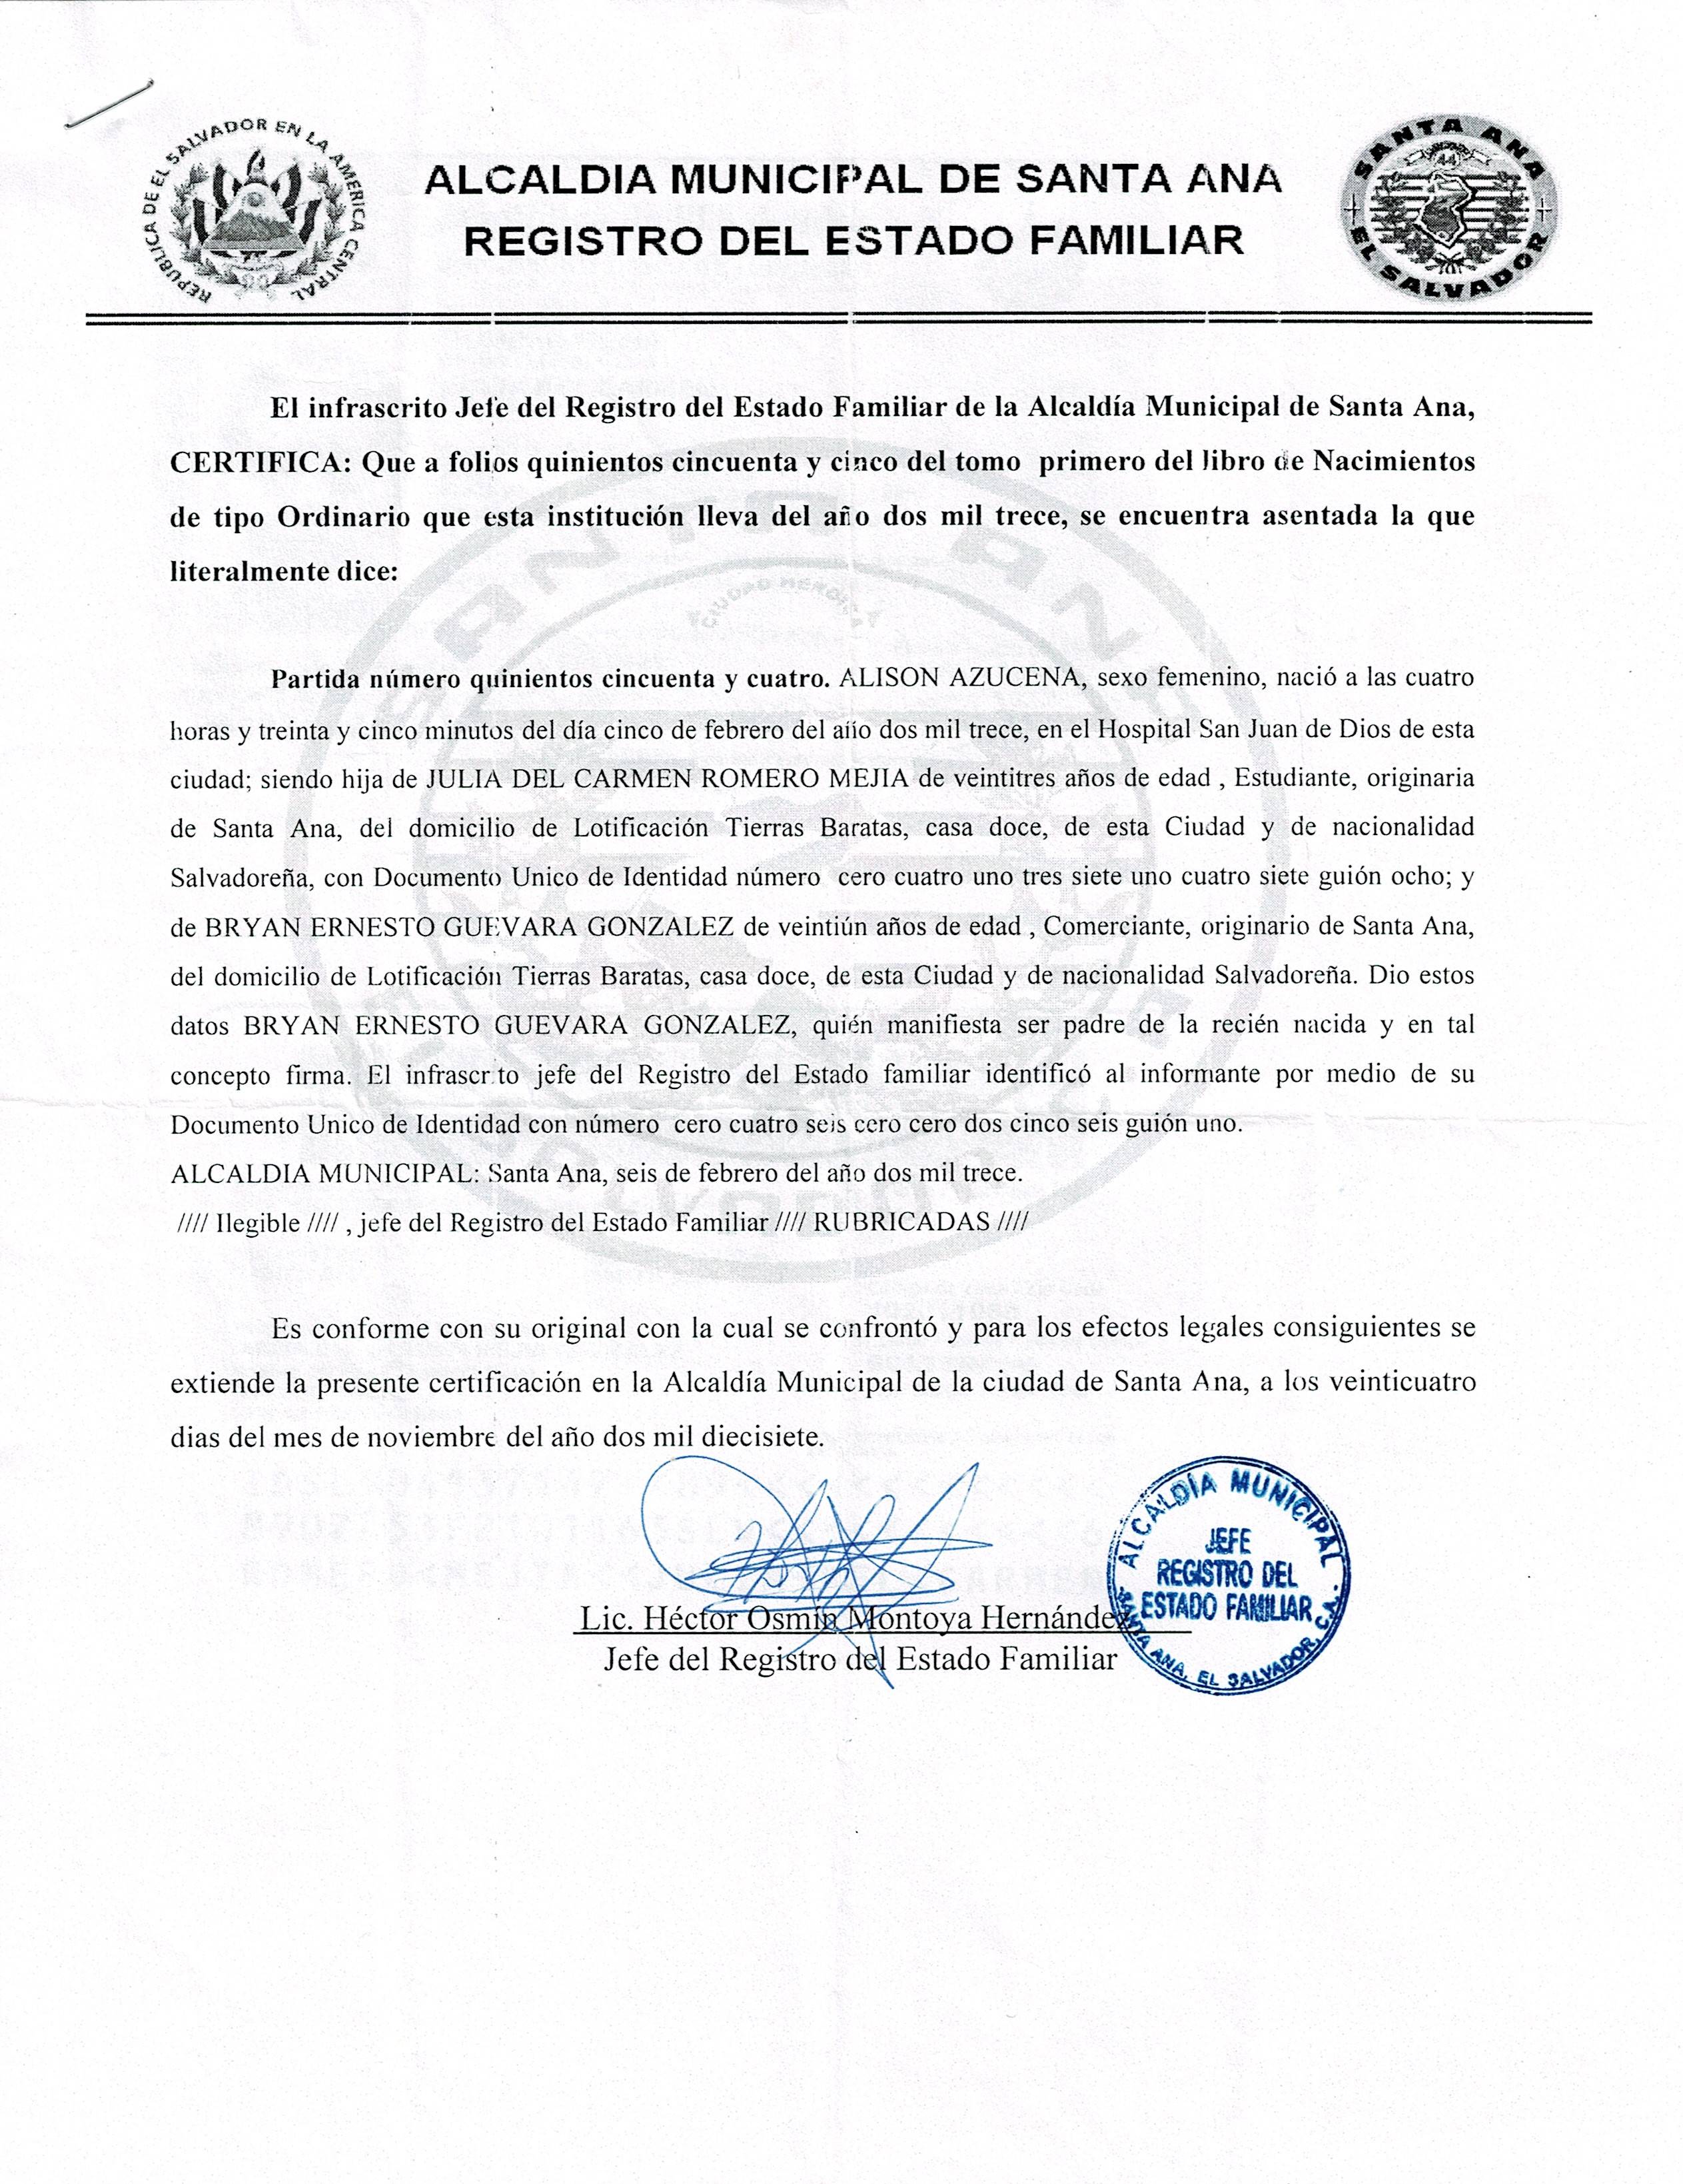 REPUBLICA DE EL SALVADOR EN LA AMERICA CENTRAL
ALCALDIA MUNICIPAL DE SANTA ANA
REGISTRO DEL ESTADO FAMILIAR
SANTA ANA
44
EL SALVADOR
El infrascrito Jefe del Registro del Estado Familiar de la Alcaldía Municipal de Santa Ana,
CERTIFICA: Que a folios quinientos cincuenta y cinco del tomo primero del libro de Nacimientos
de tipo Ordinario que esta institución lleva del año dos mil trece, se encuentra asentada la que
literalmente dice:
SANTA ANA
CIUDAD HEROICA
Partida número quinientos cincuenta y cuatro. ALISON AZUCENA, sexo femenino, nació a las cuatro
horas y treinta y cinco minutos del día cinco de febrero del año dos mil trece, en el Hospital San Juan de Dios de esta
ciudad; siendo hija de JULIA DEL CARMEN ROMERO MEJIA de veintitres años de edad , Estudiante, originaria
de Santa Ana, del domicilio de Lotificación Tierras Baratas, casa doce, de esta Ciudad y de nacionalidad
Salvadoreña, con Documento Unico de Identidad número cero cuatro uno tres siete uno cuatro siete guión ocho; y
de BRYAN ERNESTO GUEVARA GONZALEZ de veintiún años de edad , Comerciante, originario de Santa Ana,
del domicilio de Lotificación Tierras Baratas, casa doce, de esta Ciudad y de nacionalidad Salvadoreña. Dio estos
datos BRYAN ERNESTO GUEVARA GONZALEZ, quién manifiesta ser padre de la recién nacida y en tal
concepto firma. El infrascrito jefe del Registro del Estado familiar identificó al informante por medio de su
Documento Unico de Identidad con número cero cuatro seis cero cero dos cinco seis guión uno.
ALCALDIA MUNICIPAL: Santa Ana, seis de febrero del año dos mil trece.
//// Ilegible //// , jefe del Registro del Estado Familiar //// RUBRICADAS ////
Es conforme con su original con la cual se confrontó y para los efectos legales consiguientes se
extiende la presente certificación en la Alcaldía Municipal de la ciudad de Santa Ana, a los veinticuatro
dias del mes de noviembre del año dos mil diecisiete.
Lic. Héctor Osmín Montoya Hernández
Jefe del Registro del Estado Familiar
ALCALDIA MUNICIPAL
JEFE
REGISTRO DEL
ESTADO FAMILIAR
SANTA ANA, EL SALVADOR, C.A.